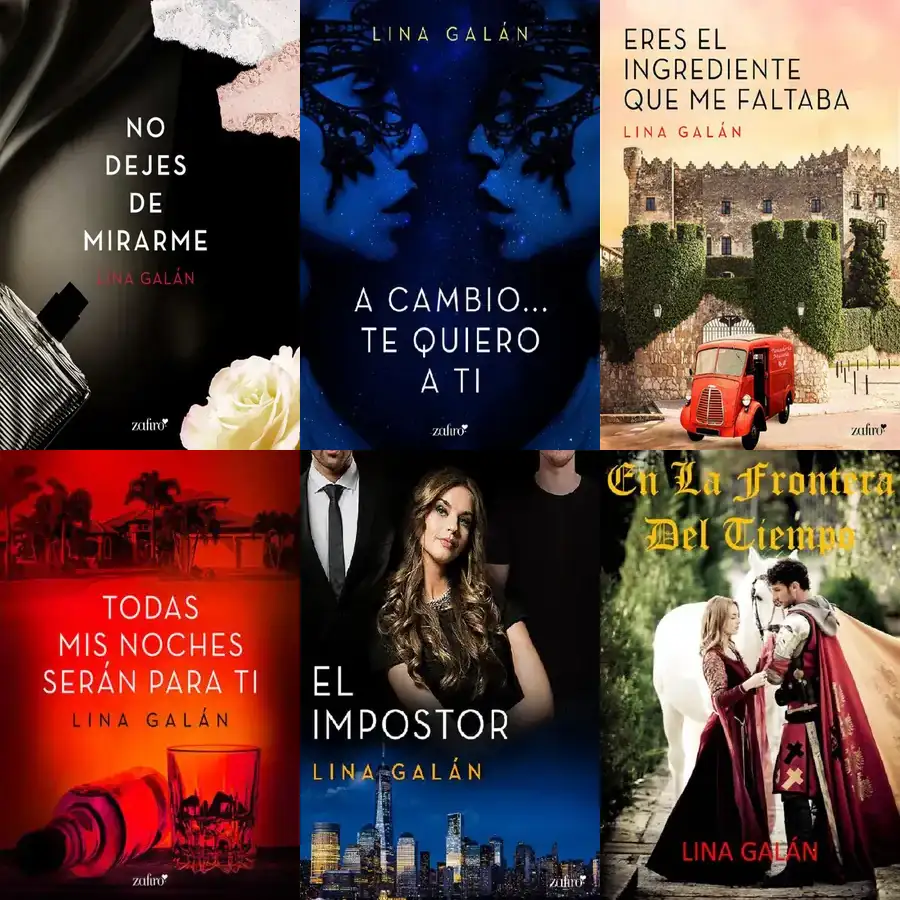 NO
DEJES
DE
MIRARME
LINA GALÁN
zafiro
LINA GALÁN
A CAMBIO...
TE QUIERO
A TI
zafiro
ERES EL
INGREDIENTE
QUE ME FALTABA
LINA GALÁN
zafiro
TODAS
MIS NOCHES
SERÁN PARA TI
LINA GALÁN
zafiro
EL
IMPOSTOR
LINA GALÁN
zafiro
En La Frontera
Del Tiempo
LINA GALÁN